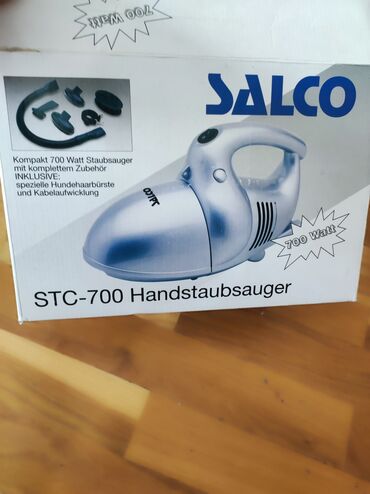 700 Watt
SALCO
Kompakt 700 Watt Staubsauger
mit komplettem Zubehör
INKLUSIVE:
spezielle Hundehaarbürste
und Kabelaufwicklung
SALCO
700 Watt
STC-700 Handstaubsauger